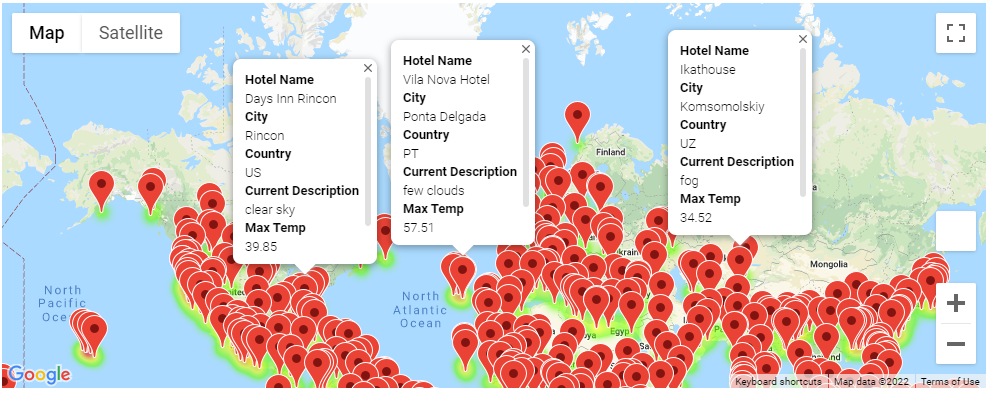 Map
Satellite
Hotel Name
Days Inn Rincon
City
Rincon
Country
US
Current Description
clear sky
Max Temp
39.85
Hotel Name
Vila Nova Hotel
City
Ponta Delgada
Country
PT
Current Description
few clouds
Max Temp
57.51
Hotel Name
Ikathouse
City
Komsomolskiy
Country
UZ
Current Description
fog
Max Temp
34.52
Finland
Mongolia
North
Pacific
North
Atlantic
Ocean
Egypt
Google
Keyboard shortcuts
Map data ©2022
Terms of Use